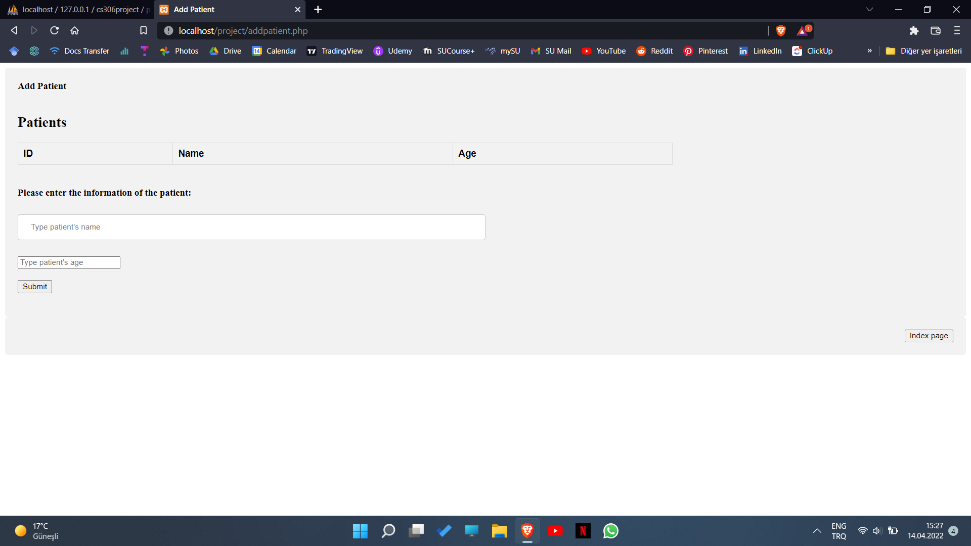 localhost / 127.0.0.1 / cs306project / p
Add Patient
localhost/project/addpatient.php
1
Docs Transfer
Photos
Drive
Calendar
TradingView
Udemy
SUCourse+
mySU
SU Mail
YouTube
Reddit
Pinterest
LinkedIn
ClickUp
»
Diğer yer işaretleri
Add Patient
Patients
ID Name Age
Please enter the information of the patient:
Type patient's name
Type patient's age
Submit
Index page
17°C
Güneşli
ENG
TRQ
15:27
14.04.2022